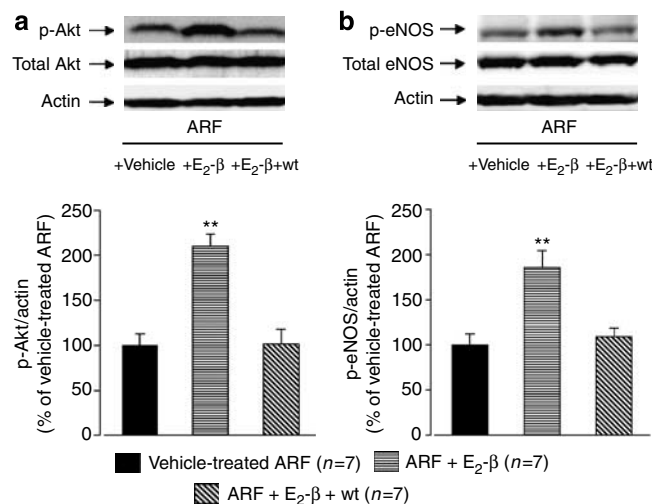 a
p-Akt
Total Akt
Actin
ARF
+Vehicle +E₂-β +E₂-β+wt
p-Akt/actin
(% of vehicle-treated ARF)
250
200
150
100
50
0
**
b
p-eNOS
Total eNOS
Actin
ARF
+Vehicle +E₂-β +E₂-β+wt
p-eNOS/actin
(% of vehicle-treated ARF)
250
200
150
100
50
0
**
Vehicle-treated ARF (n=7)
ARF + E₂-β (n=7)
ARF + E₂-β + wt (n=7)